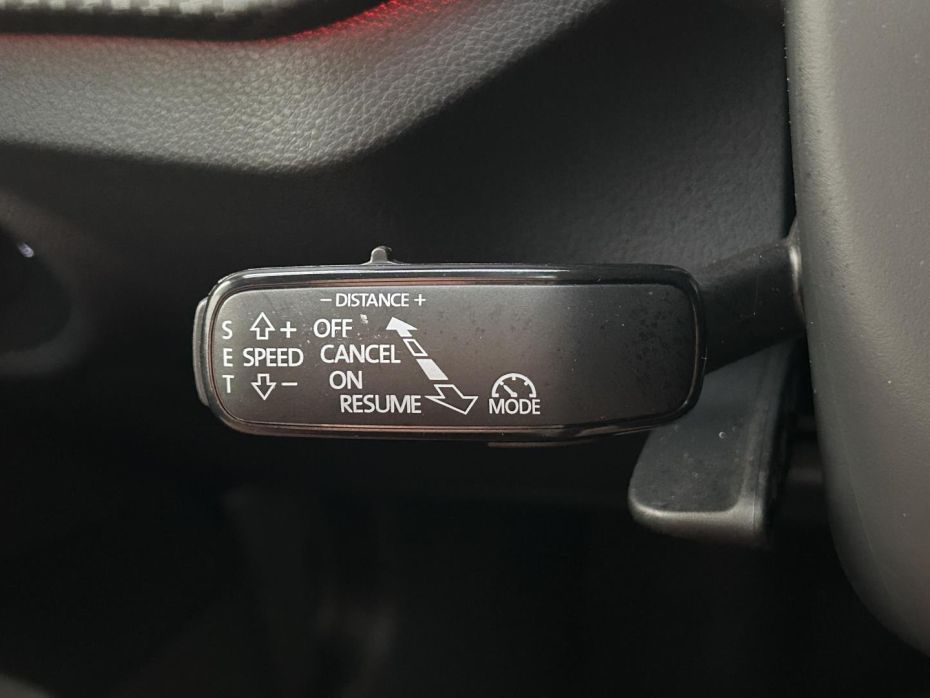 - DISTANCE +
S + OFF
E SPEED CANCEL
T - ON
RESUME MODE